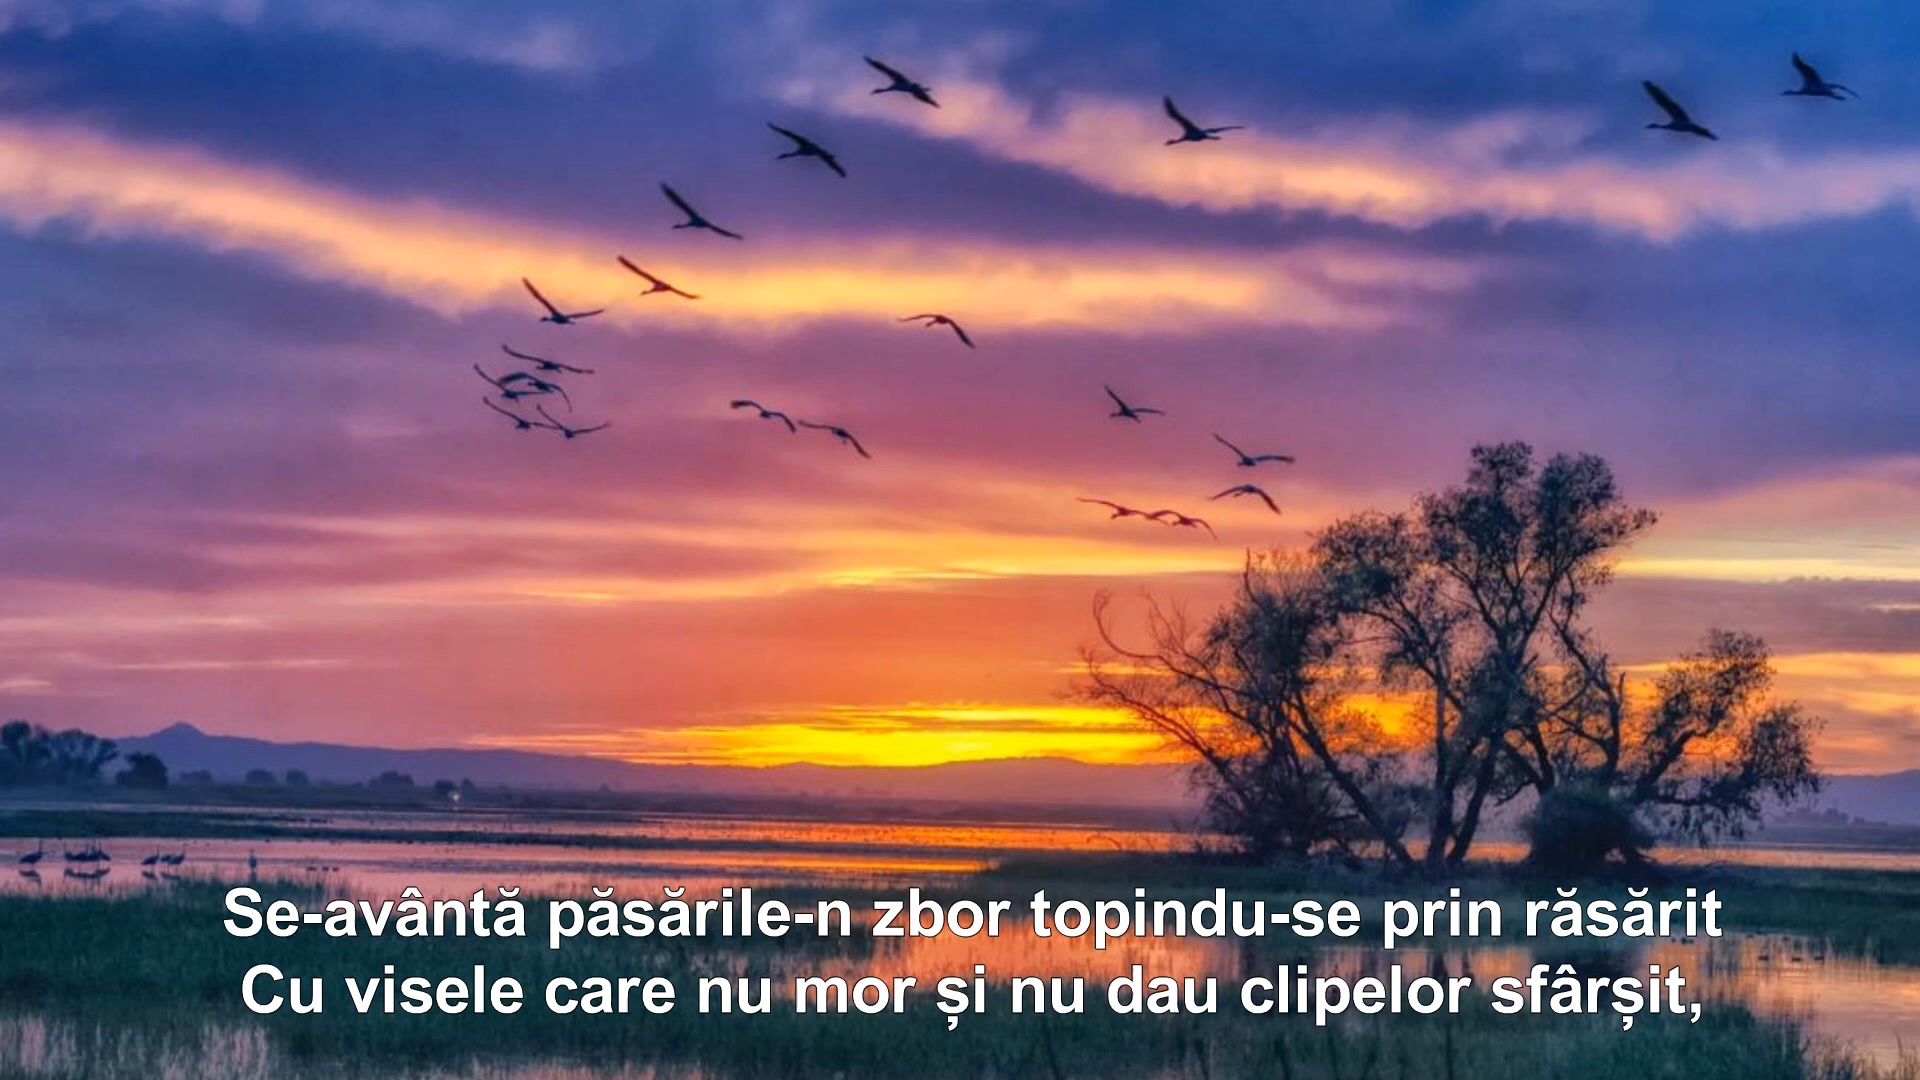 Se-avântă păsările-n zbor topindu-se prin răsărit
Cu visele care nu mor și nu dau clipelor sfârșit,